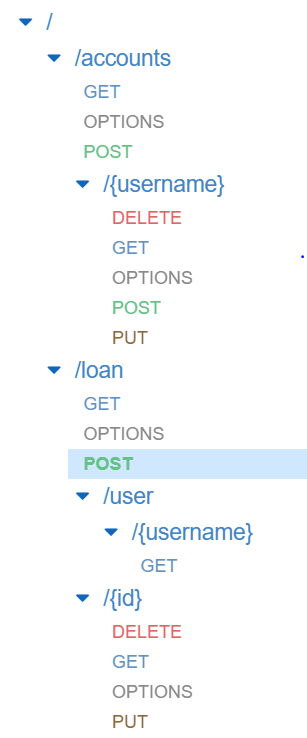 /
/accounts
GET
OPTIONS
POST
/{username}
DELETE
GET
OPTIONS
POST
PUT
/loan
GET
OPTIONS
POST
/user
/{username}
GET
/{id}
DELETE
GET
OPTIONS
PUT